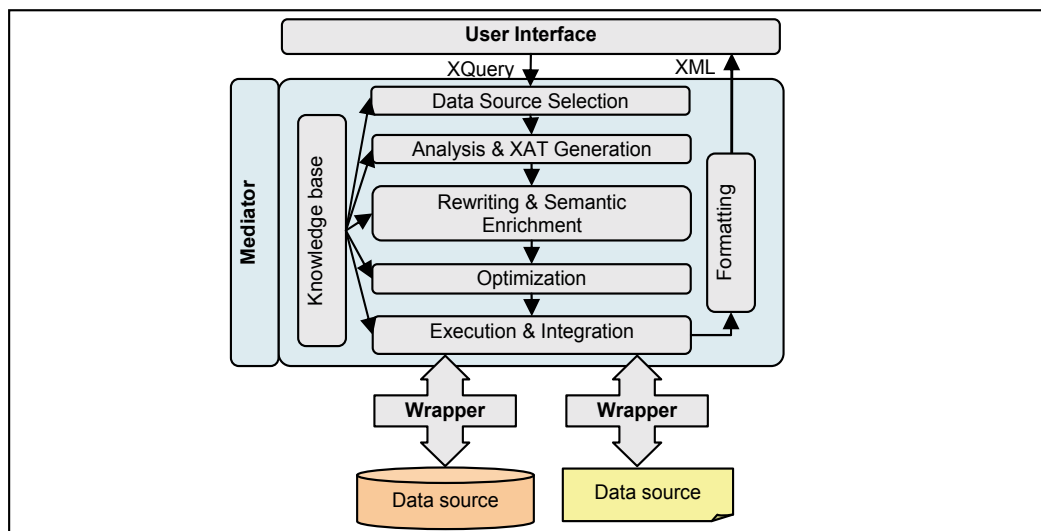 User Interface
XQuery
XML
Mediator
Knowledge base
Data Source Selection
Analysis & XAT Generation
Rewriting & Semantic
Enrichment
Optimization
Execution & Integration
Formatting
Wrapper
Wrapper
Data source
Data source